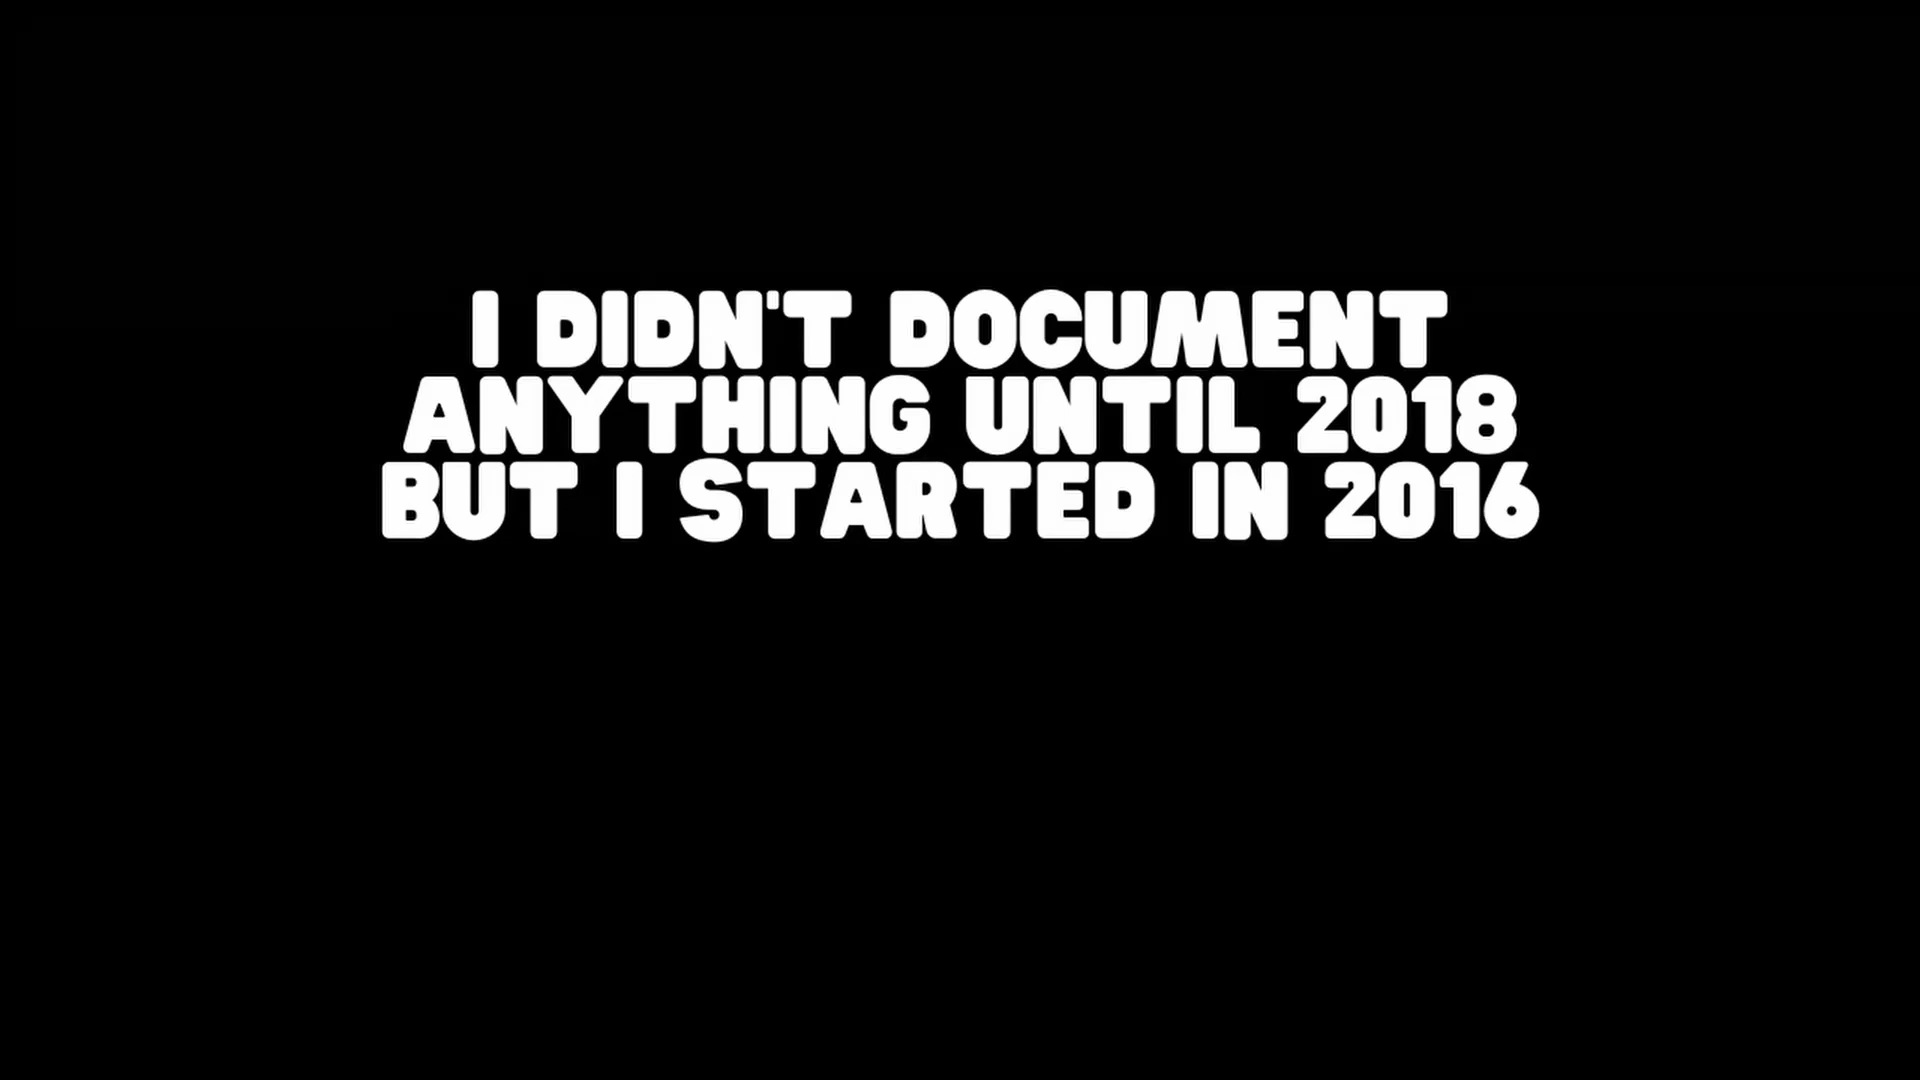 I DIDN'T DOCUMENT
ANYTHING UNTIL 2018
BUT I STARTED IN 2016